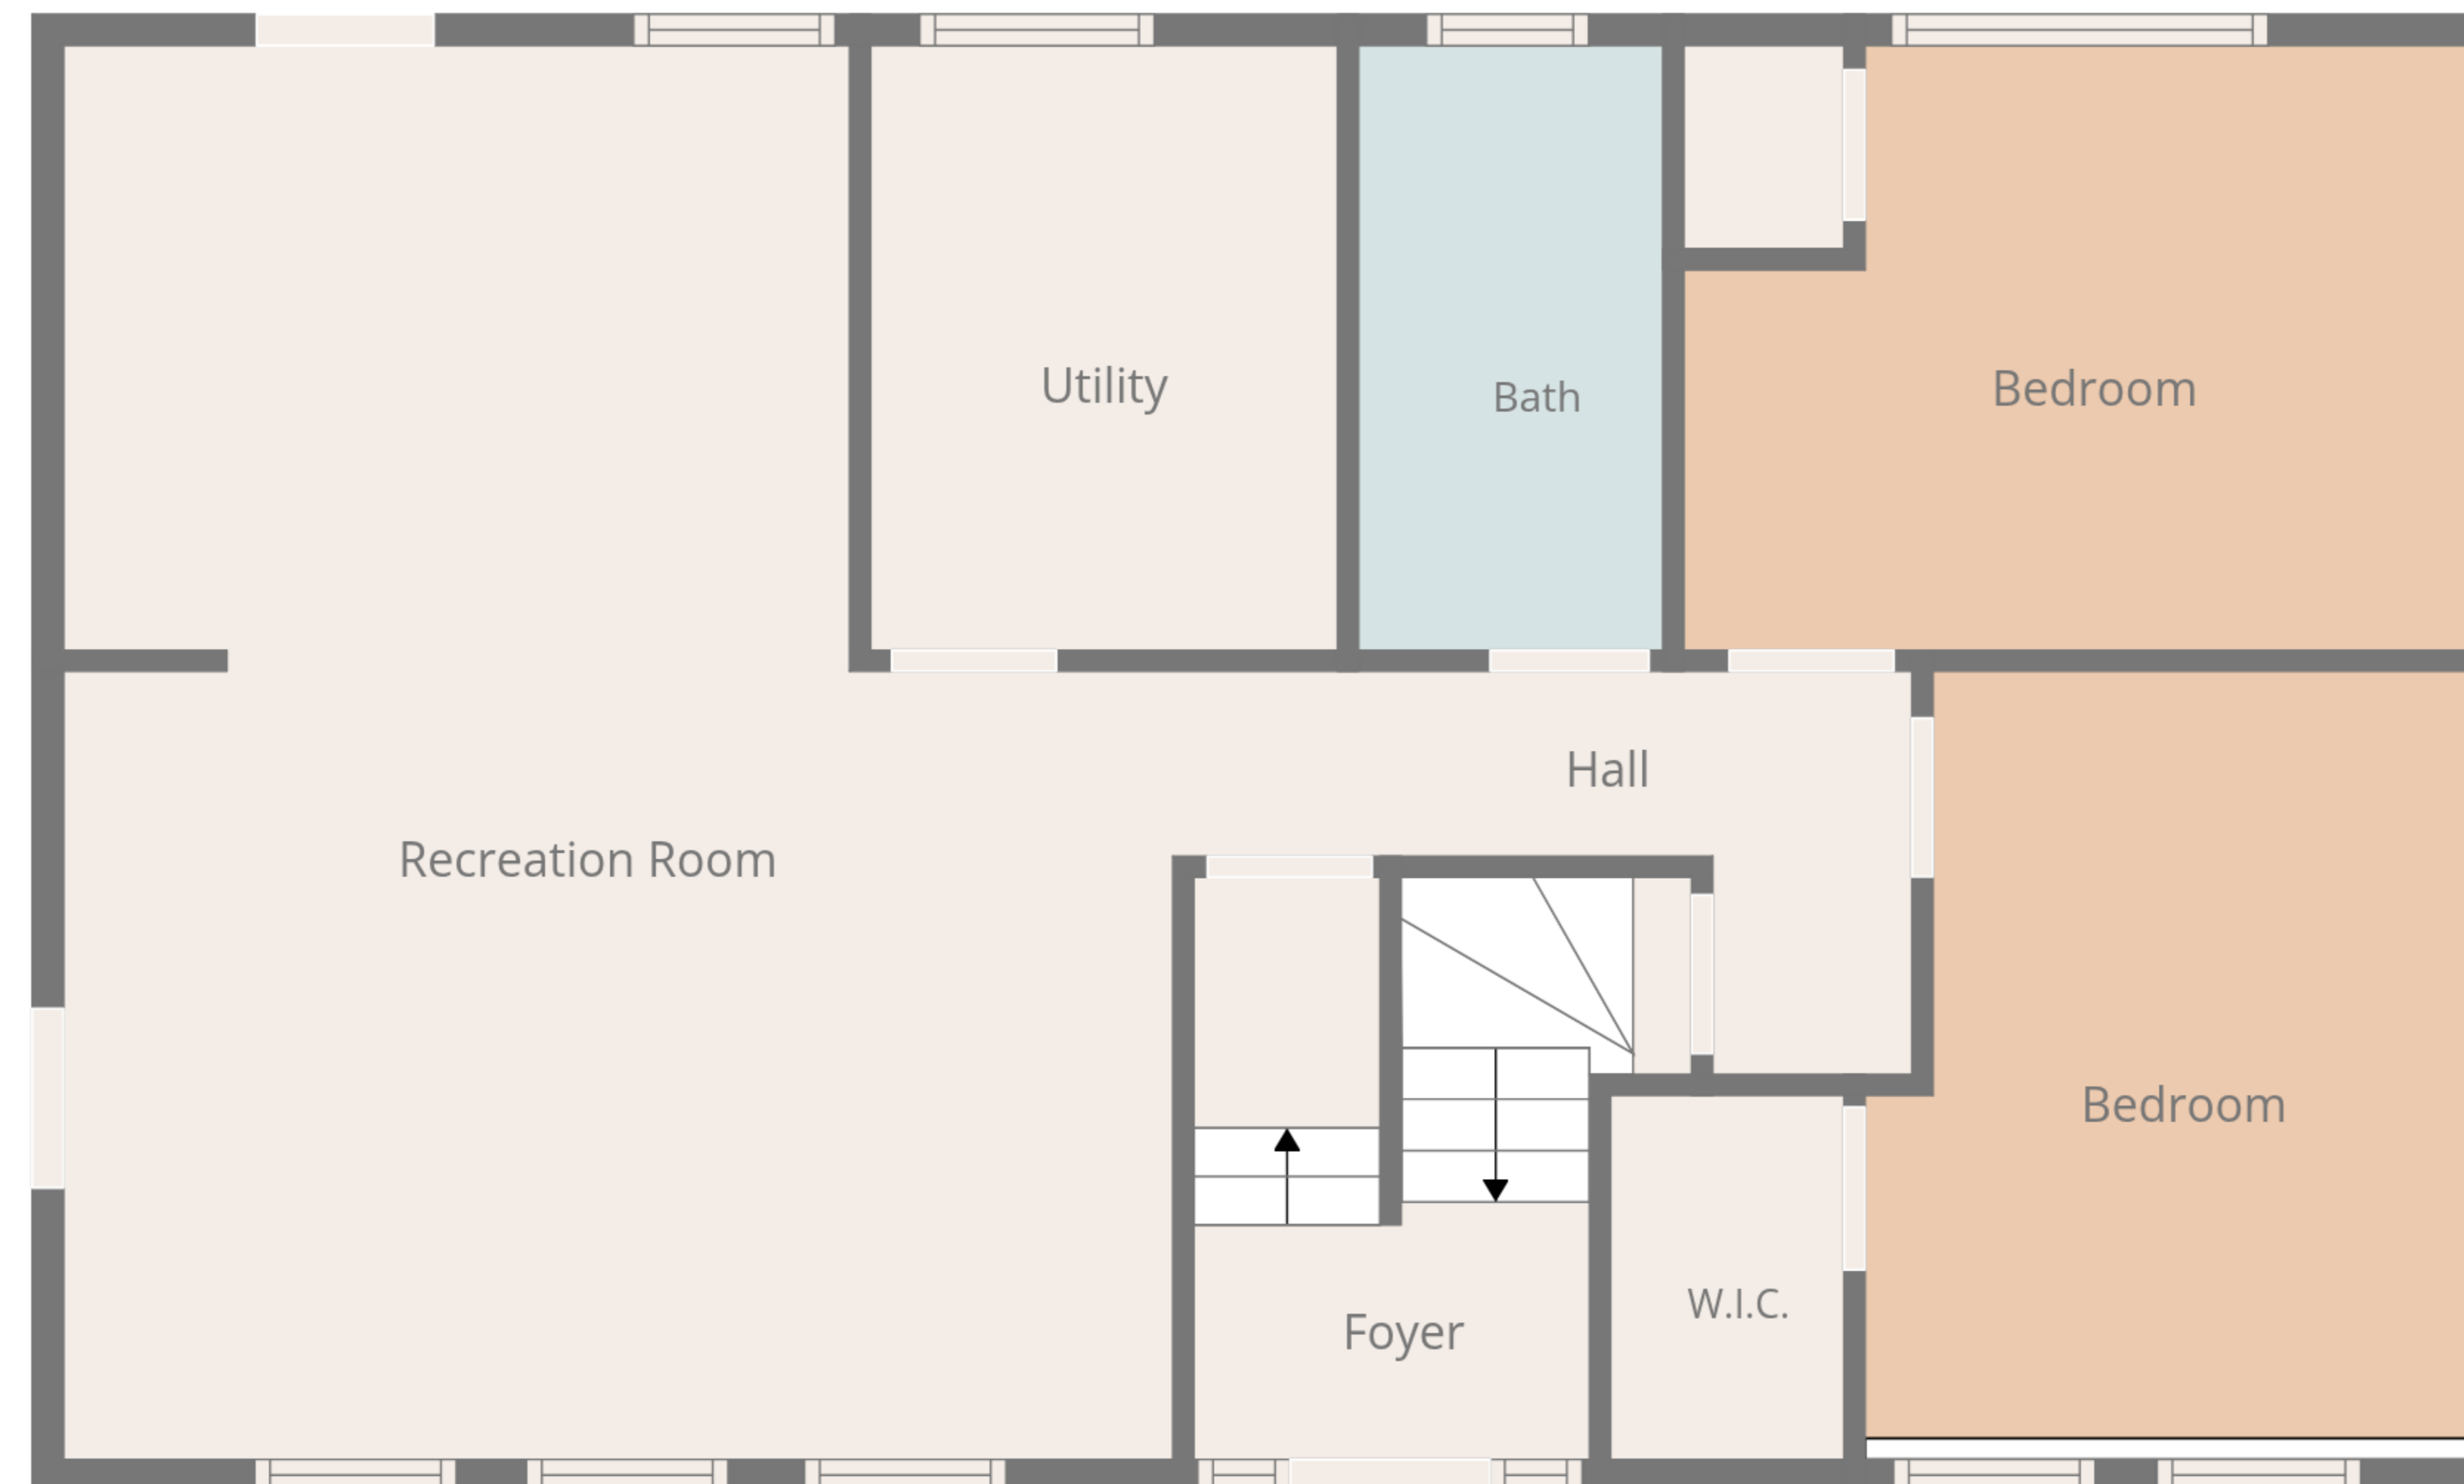 Utility
Bath
Bedroom
Hall
Recreation Room
Bedroom
W.I.C.
Foyer